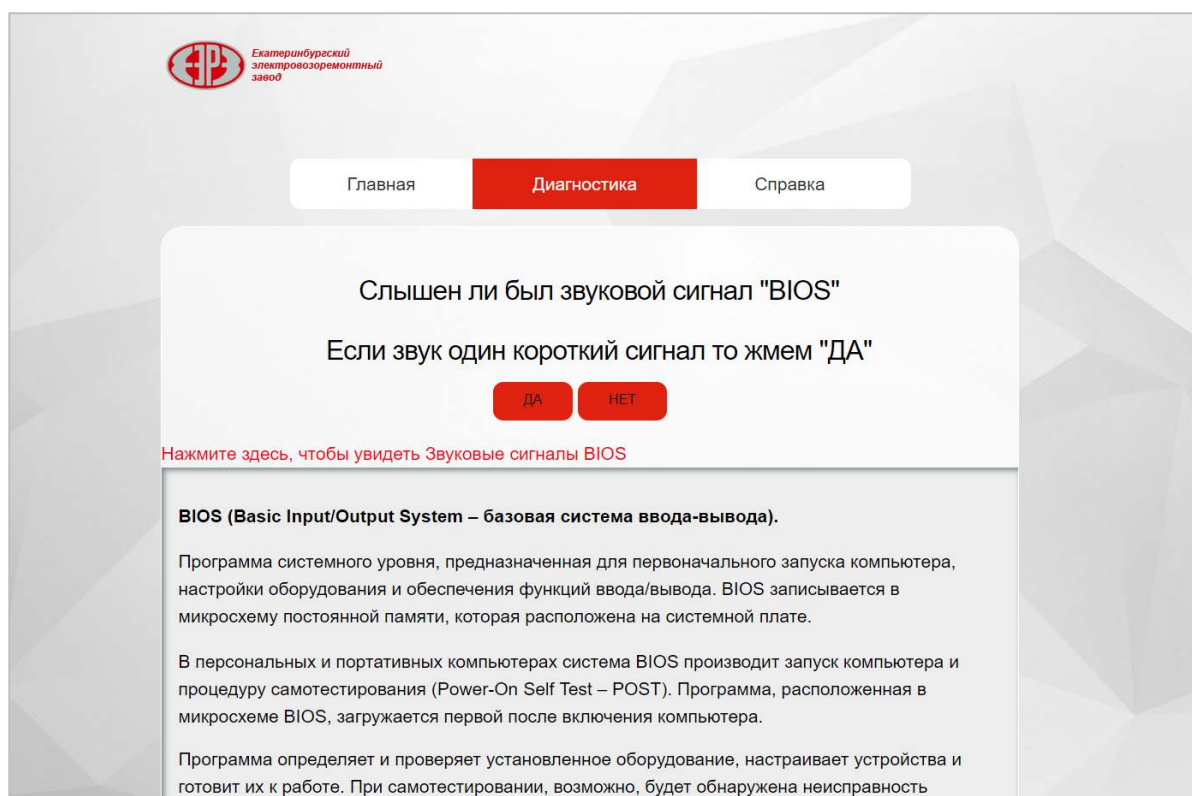 ЕЭРЗ
Екатеринбургский
электровозоремонтный
завод
Главная Диагностика Справка
Слышен ли был звуковой сигнал "BIOS"
Если звук один короткий сигнал то жмем "ДА"
ДА НЕТ
Нажмите здесь, чтобы увидеть Звуковые сигналы BIOS
BIOS (Basic Input/Output System – базовая система ввода-вывода).
Программа системного уровня, предназначенная для первоначального запуска компьютера,
настройки оборудования и обеспечения функций ввода/вывода. BIOS записывается в
микросхему постоянной памяти, которая расположена на системной плате.
В персональных и портативных компьютерах система BIOS производит запуск компьютера и
процедуру самотестирования (Power-On Self Test – POST). Программа, расположенная в
микросхеме BIOS, загружается первой после включения компьютера.
Программа определяет и проверяет установленное оборудование, настраивает устройства и
готовит их к работе. При самотестировании, возможно, будет обнаружена неисправность